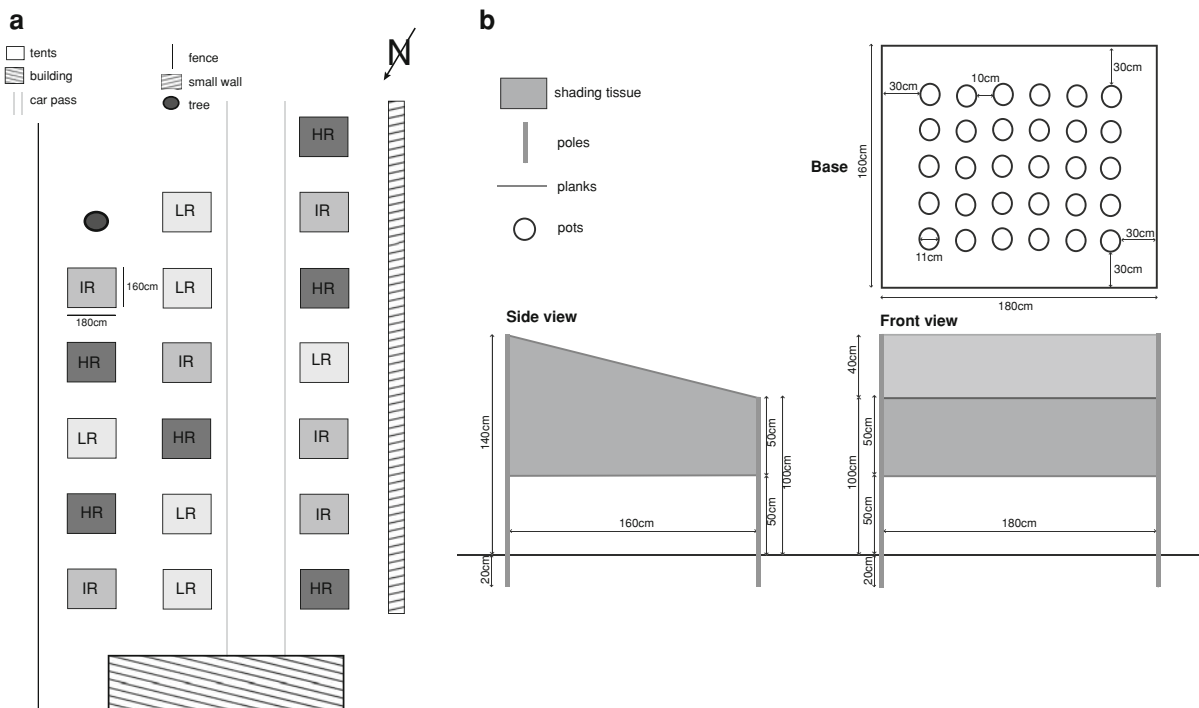 a
tents
building
car pass
fence
small wall
tree
N
HR
LR
IR
IR
160cm
LR
HR
180cm
HR
IR
LR
LR
HR
IR
HR
LR
IR
IR
LR
HR
b
shading tissue
poles
planks
pots
Base
160cm
30cm
10cm
30cm
11cm
30cm
30cm
180cm
Side view
140cm
50cm
100cm
50cm
160cm
20cm
Front view
40cm
50cm
100cm
50cm
180cm
20cm